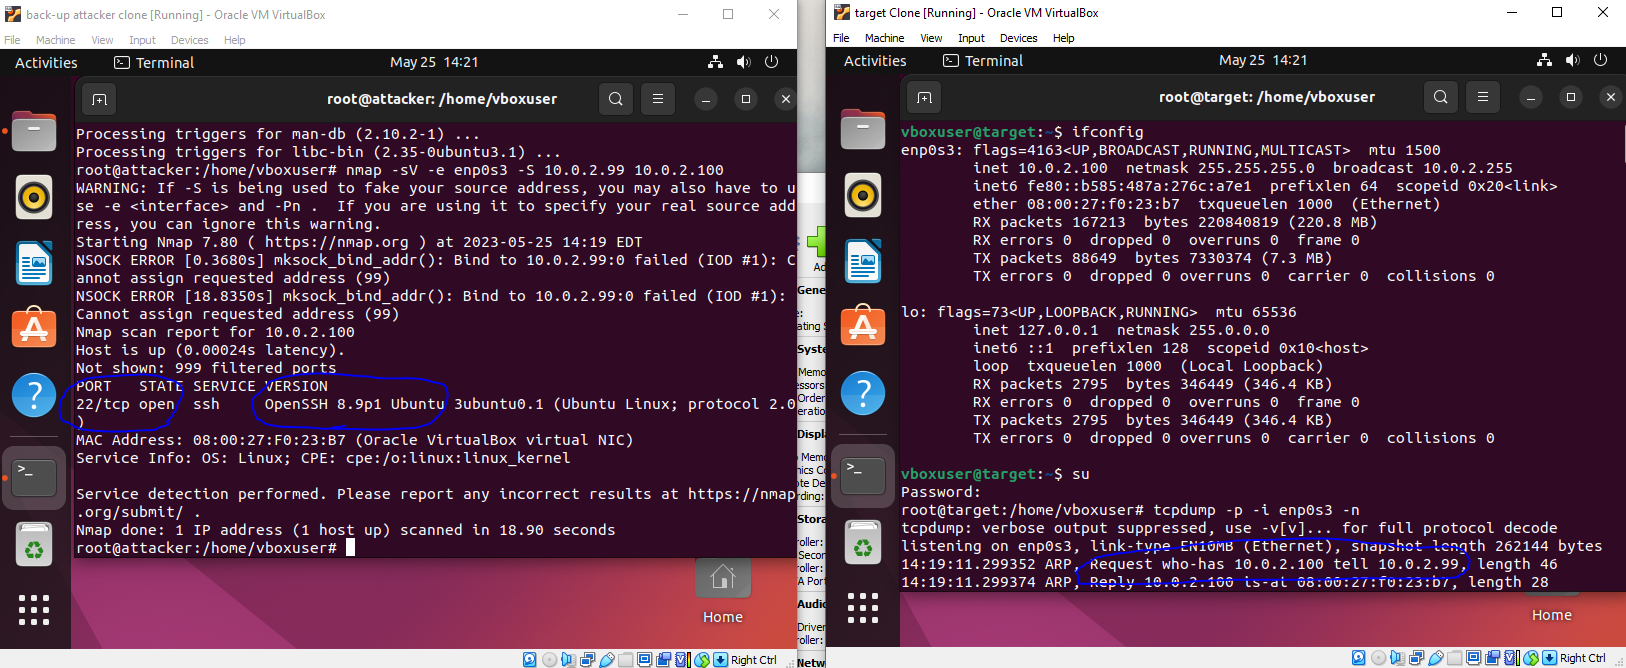 back-up attacker clone [Running] - Oracle VM VirtualBox
File Machine View Input Devices Help
Activities Terminal May 25 14:21
root@attacker: /home/vboxuser
Processing triggers for man-db (2.10.2-1) ...
Processing triggers for libc-bin (2.35-0ubuntu3.1) ...
root@attacker:/home/vboxuser# nmap -sV -e enp0s3 -S 10.0.2.99 10.0.2.100
WARNING: If -S is being used to fake your source address, you may also have to u
se -e <interface> and -Pn .  If you are using it to specify your real source add
ress, you can ignore this warning.
Starting Nmap 7.80 ( https://nmap.org ) at 2023-05-25 14:19 EDT
NSOCK ERROR [0.3680s] mksock_bind_addr(): Bind to 10.0.2.99:0 failed (IOD #1): C
annot assign requested address (99)
NSOCK ERROR [18.8350s] mksock_bind_addr(): Bind to 10.0.2.99:0 failed (IOD #1):
Cannot assign requested address (99)
Nmap scan report for 10.0.2.100
Host is up (0.00024s latency).
Not shown: 999 filtered ports
PORT   STATE SERVICE VERSION
22/tcp open  ssh     OpenSSH 8.9p1 Ubuntu 3ubuntu0.1 (Ubuntu Linux; protocol 2.0
)
MAC Address: 08:00:27:F0:23:B7 (Oracle VirtualBox virtual NIC)
Service Info: OS: Linux; CPE: cpe:/o:linux:linux_kernel
Service detection performed. Please report any incorrect results at https://nmap
.org/submit/ .
Nmap done: 1 IP address (1 host up) scanned in 18.90 seconds
root@attacker:/home/vboxuser#
Home
Right Ctrl
target Clone [Running] - Oracle VM VirtualBox
File Machine View Input Devices Help
Activities Terminal May 25 14:21
root@target: /home/vboxuser
vboxuser@target:~$ ifconfig
enp0s3: flags=4163<UP,BROADCAST,RUNNING,MULTICAST>  mtu 1500
inet 10.0.2.100  netmask 255.255.255.0  broadcast 10.0.2.255
inet6 fe80::b585:487a:276c:a7e1  prefixlen 64  scopeid 0x20<link>
ether 08:00:27:f0:23:b7  txqueuelen 1000  (Ethernet)
RX packets 167213  bytes 220840819 (220.8 MB)
RX errors 0  dropped 0  overruns 0  frame 0
TX packets 88649  bytes 7330374 (7.3 MB)
TX errors 0  dropped 0 overruns 0  carrier 0  collisions 0
lo: flags=73<UP,LOOPBACK,RUNNING>  mtu 65536
inet 127.0.0.1  netmask 255.0.0.0
inet6 ::1  prefixlen 128  scopeid 0x10<host>
loop  txqueuelen 1000  (Local Loopback)
RX packets 2795  bytes 346449 (346.4 KB)
RX errors 0  dropped 0  overruns 0  frame 0
TX packets 2795  bytes 346449 (346.4 KB)
TX errors 0  dropped 0 overruns 0  carrier 0  collisions 0
vboxuser@target:~$ su
Password:
root@target:/home/vboxuser# tcpdump -p -i enp0s3 -n
tcpdump: verbose output suppressed, use -v[v]... for full protocol decode
listening on enp0s3, link-type EN10MB (Ethernet), snapshot length 262144 bytes
14:19:11.299352 ARP, Request who-has 10.0.2.100 tell 10.0.2.99, length 46
14:19:11.299374 ARP, Reply 10.0.2.100 is-at 08:00:27:f0:23:b7, length 28
Home
Right Ctrl